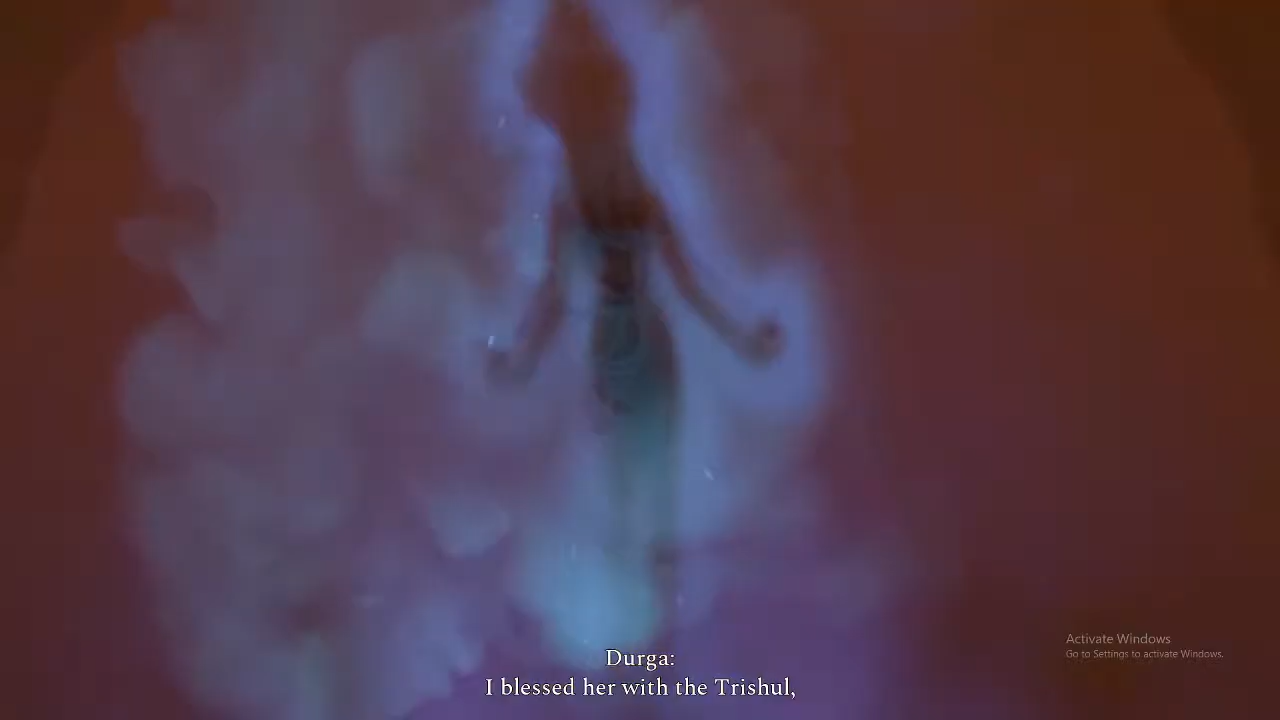 Activate Windows
Go to Settings to activate Windows.
Durga:
I blessed her with the Trishul,